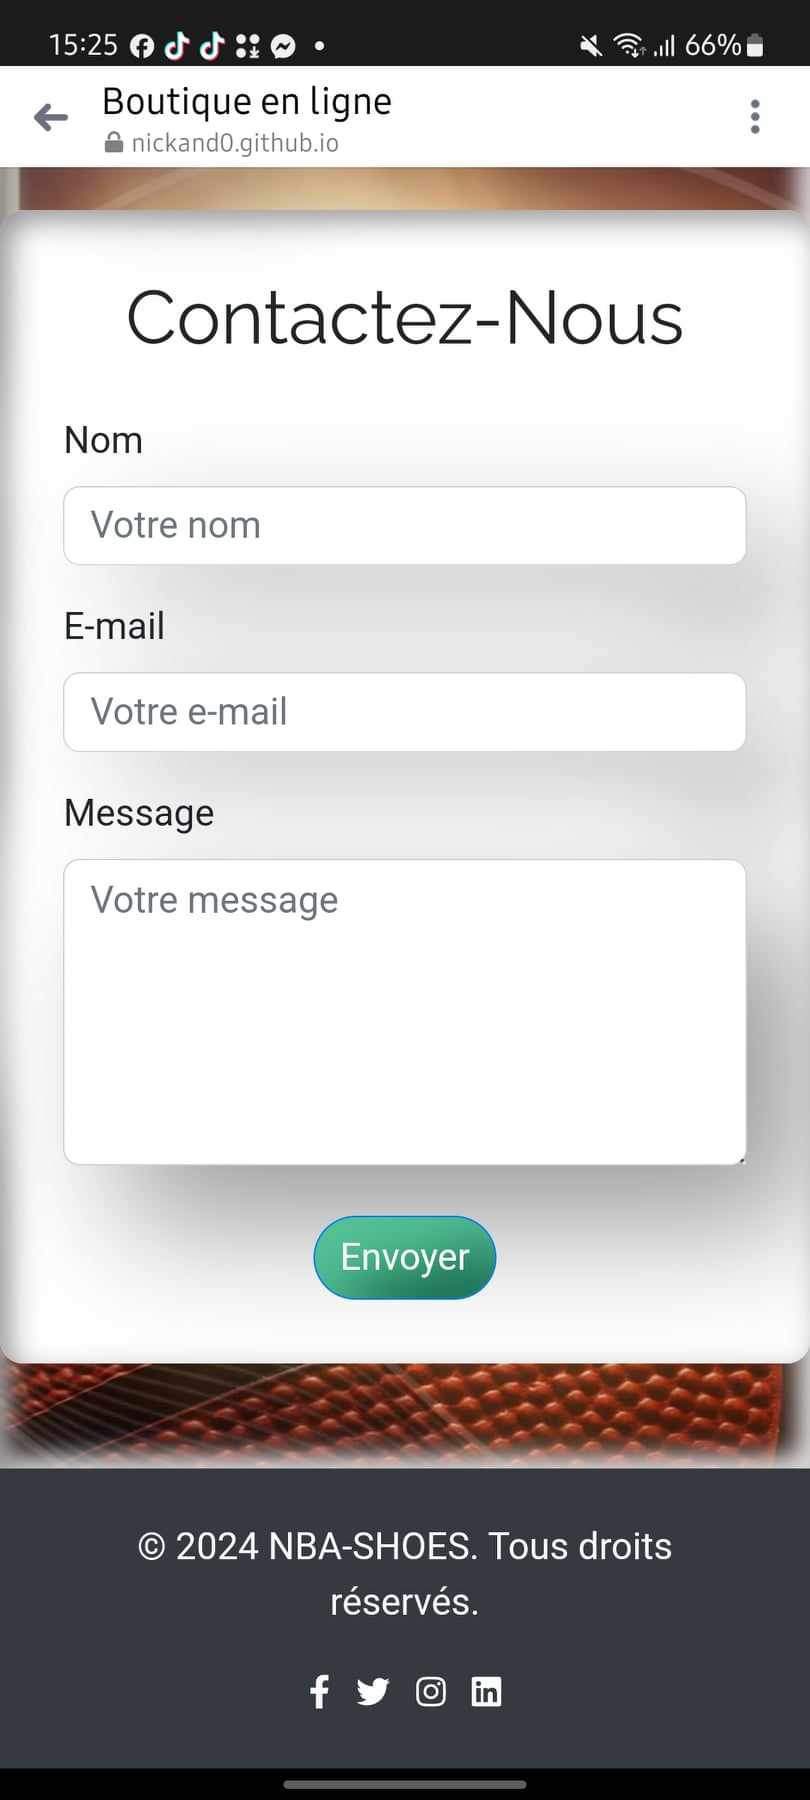 15:25 66%
Boutique en ligne
nickand0.github.io
Contactez-Nous
Nom
Votre nom
E-mail
Votre e-mail
Message
Votre message
Envoyer
© 2024 NBA-SHOES. Tous droits
réservés.